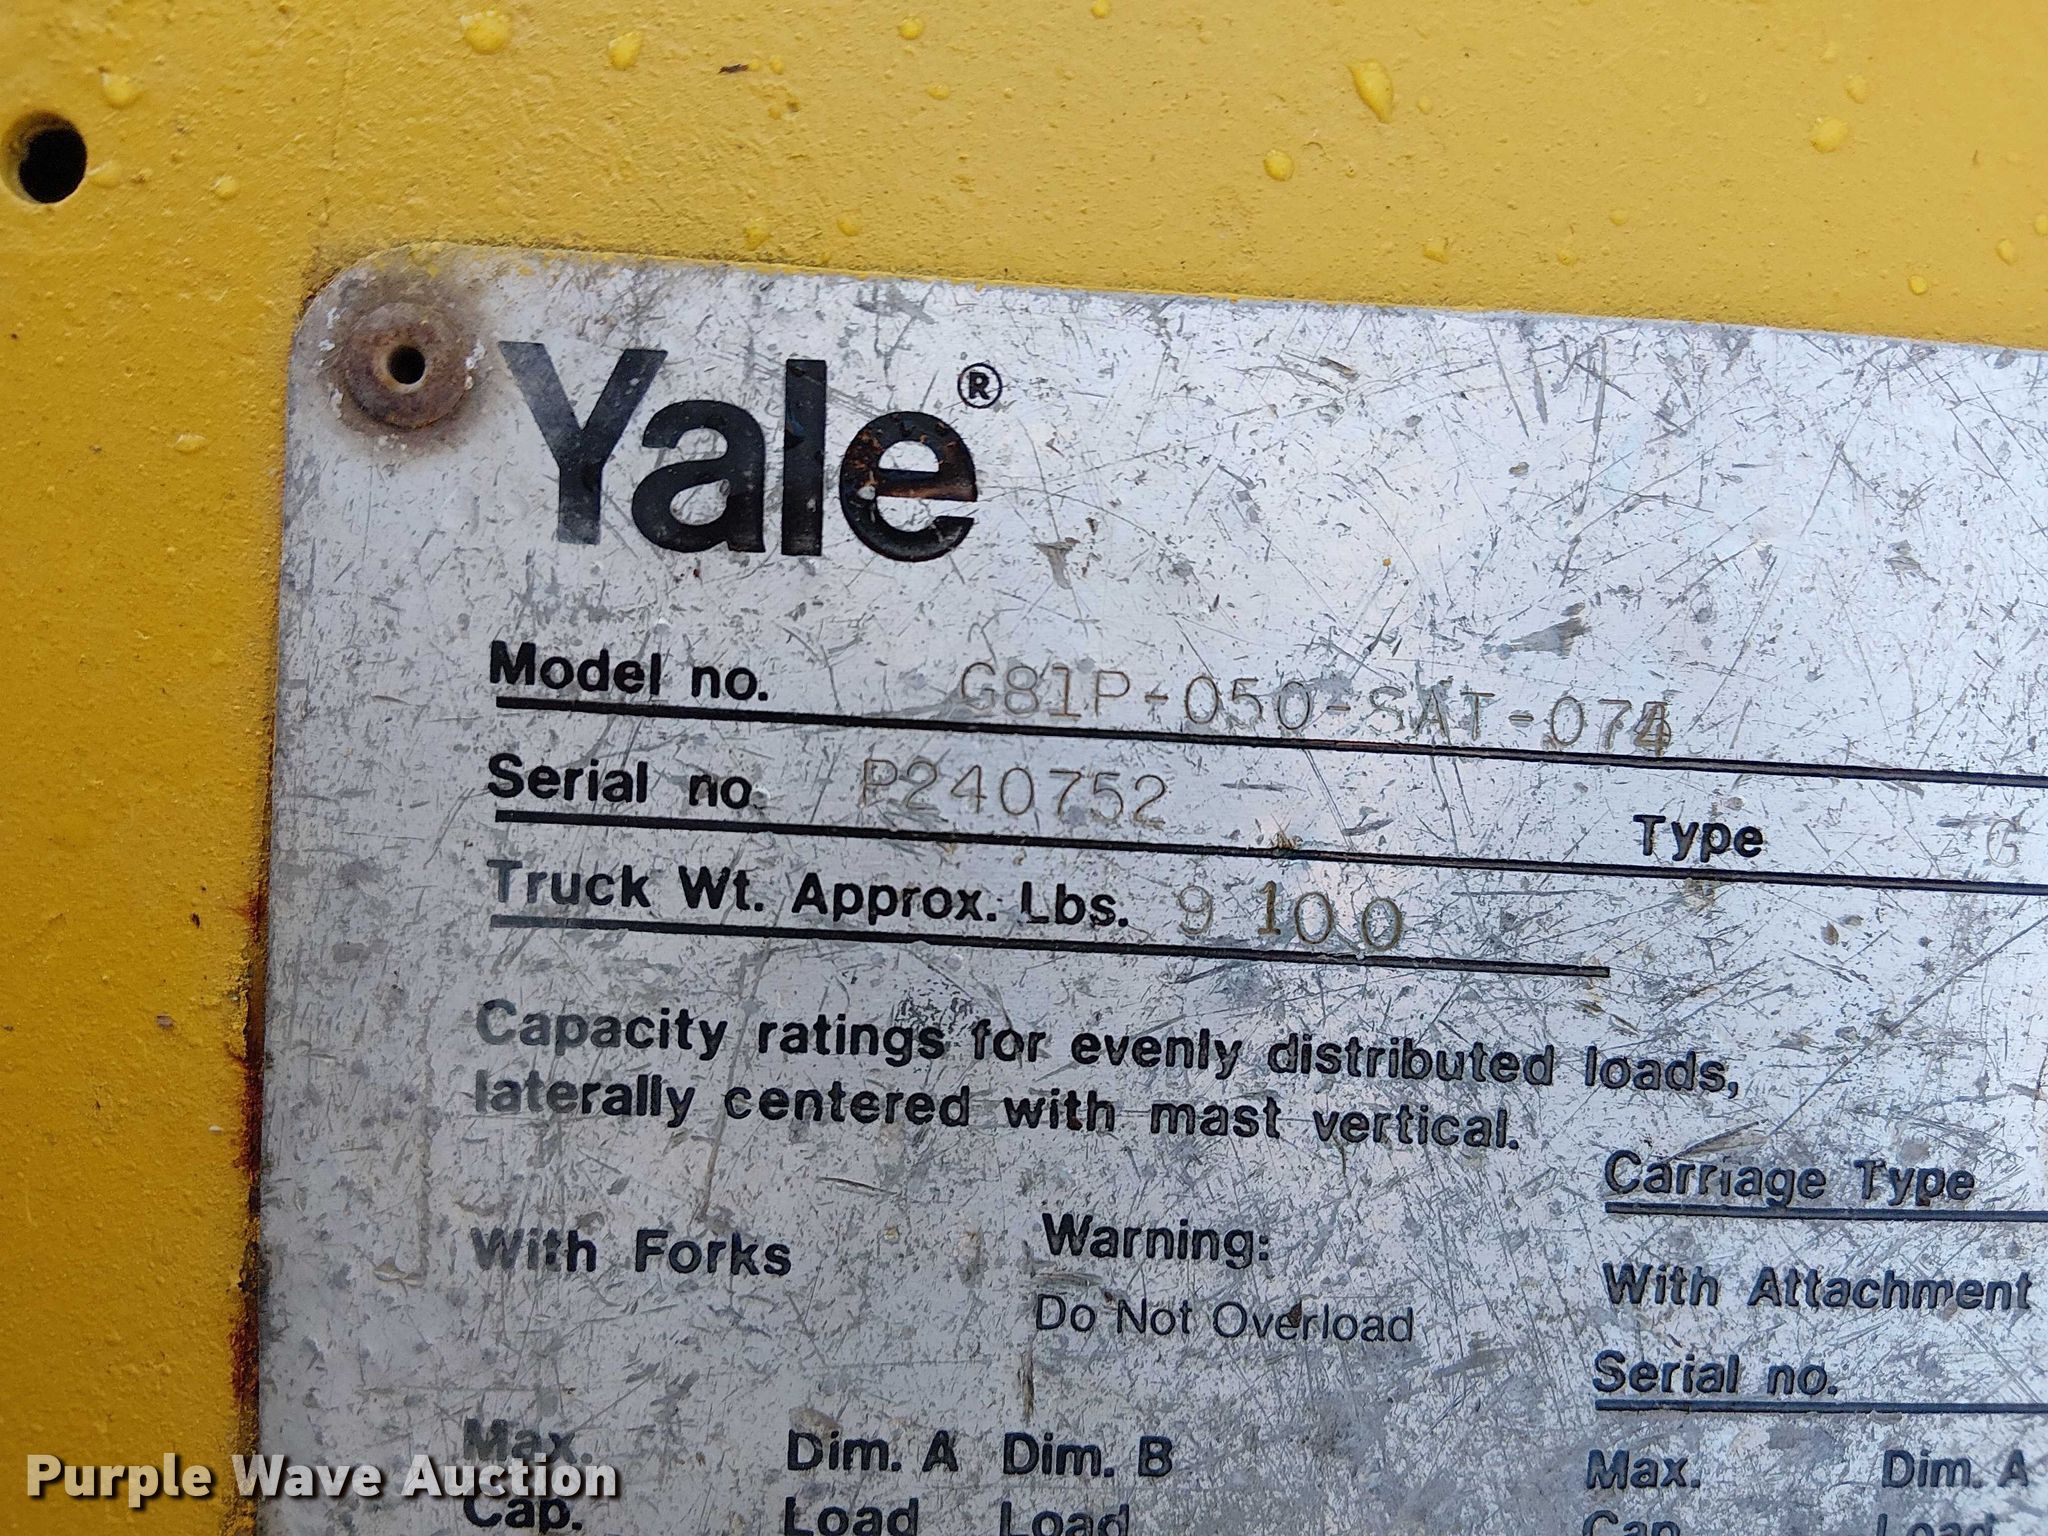 Yale®
Model no. G81P-050-SAT-074
Serial no. P240752
Type G
Truck Wt. Approx. Lbs. 9100
Capacity ratings for evenly distributed loads,
laterally centered with mast vertical.
Carriage Type
With Forks
Warning:
Do Not Overload
With Attachment
Serial no.
Max. Dim. A Dim. B
Cap. Load Load
Max. Dim. A
Cap. Load
Purple Wave Auction